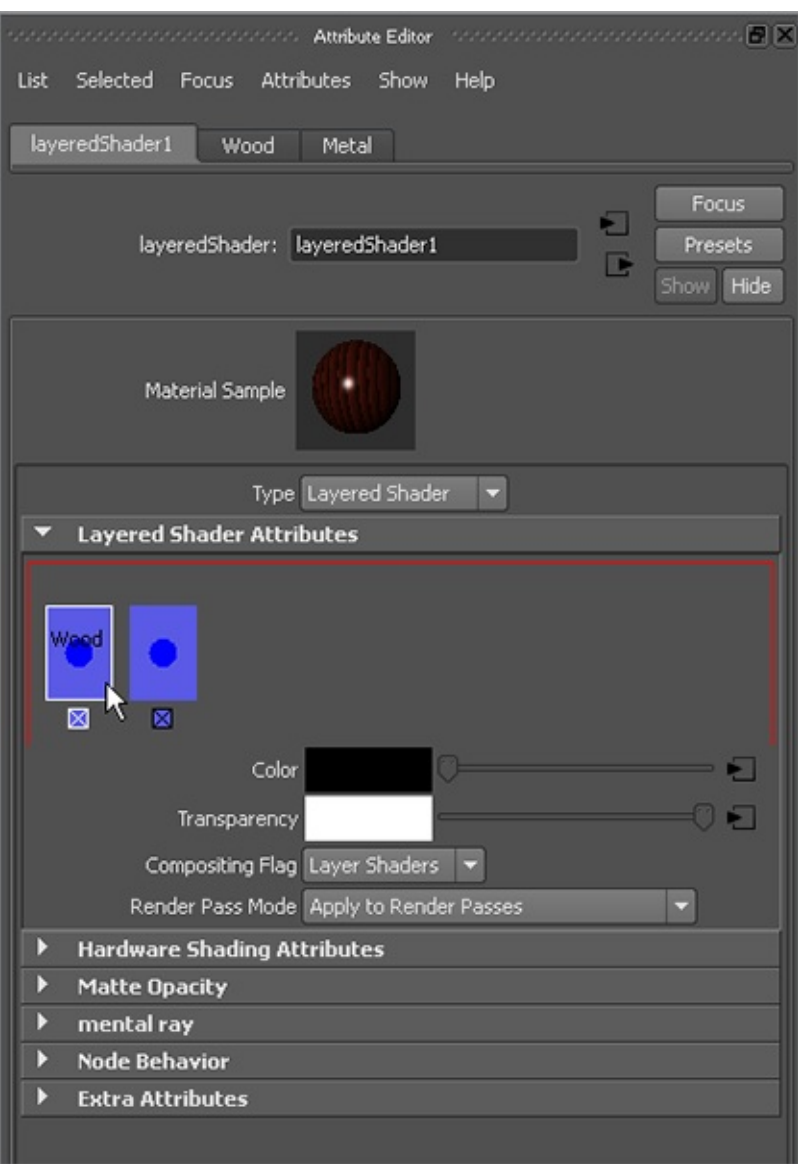 Attribute Editor
List Selected Focus Attributes Show Help
layeredShader1 Wood Metal
Focus
layeredShader: layeredShader1 Presets
Show Hide
Material Sample
Type Layered Shader
Layered Shader Attributes
Wood
Color
Transparency
Compositing Flag Layer Shaders
Render Pass Mode Apply to Render Passes
Hardware Shading Attributes
Matte Opacity
mental ray
Node Behavior
Extra Attributes